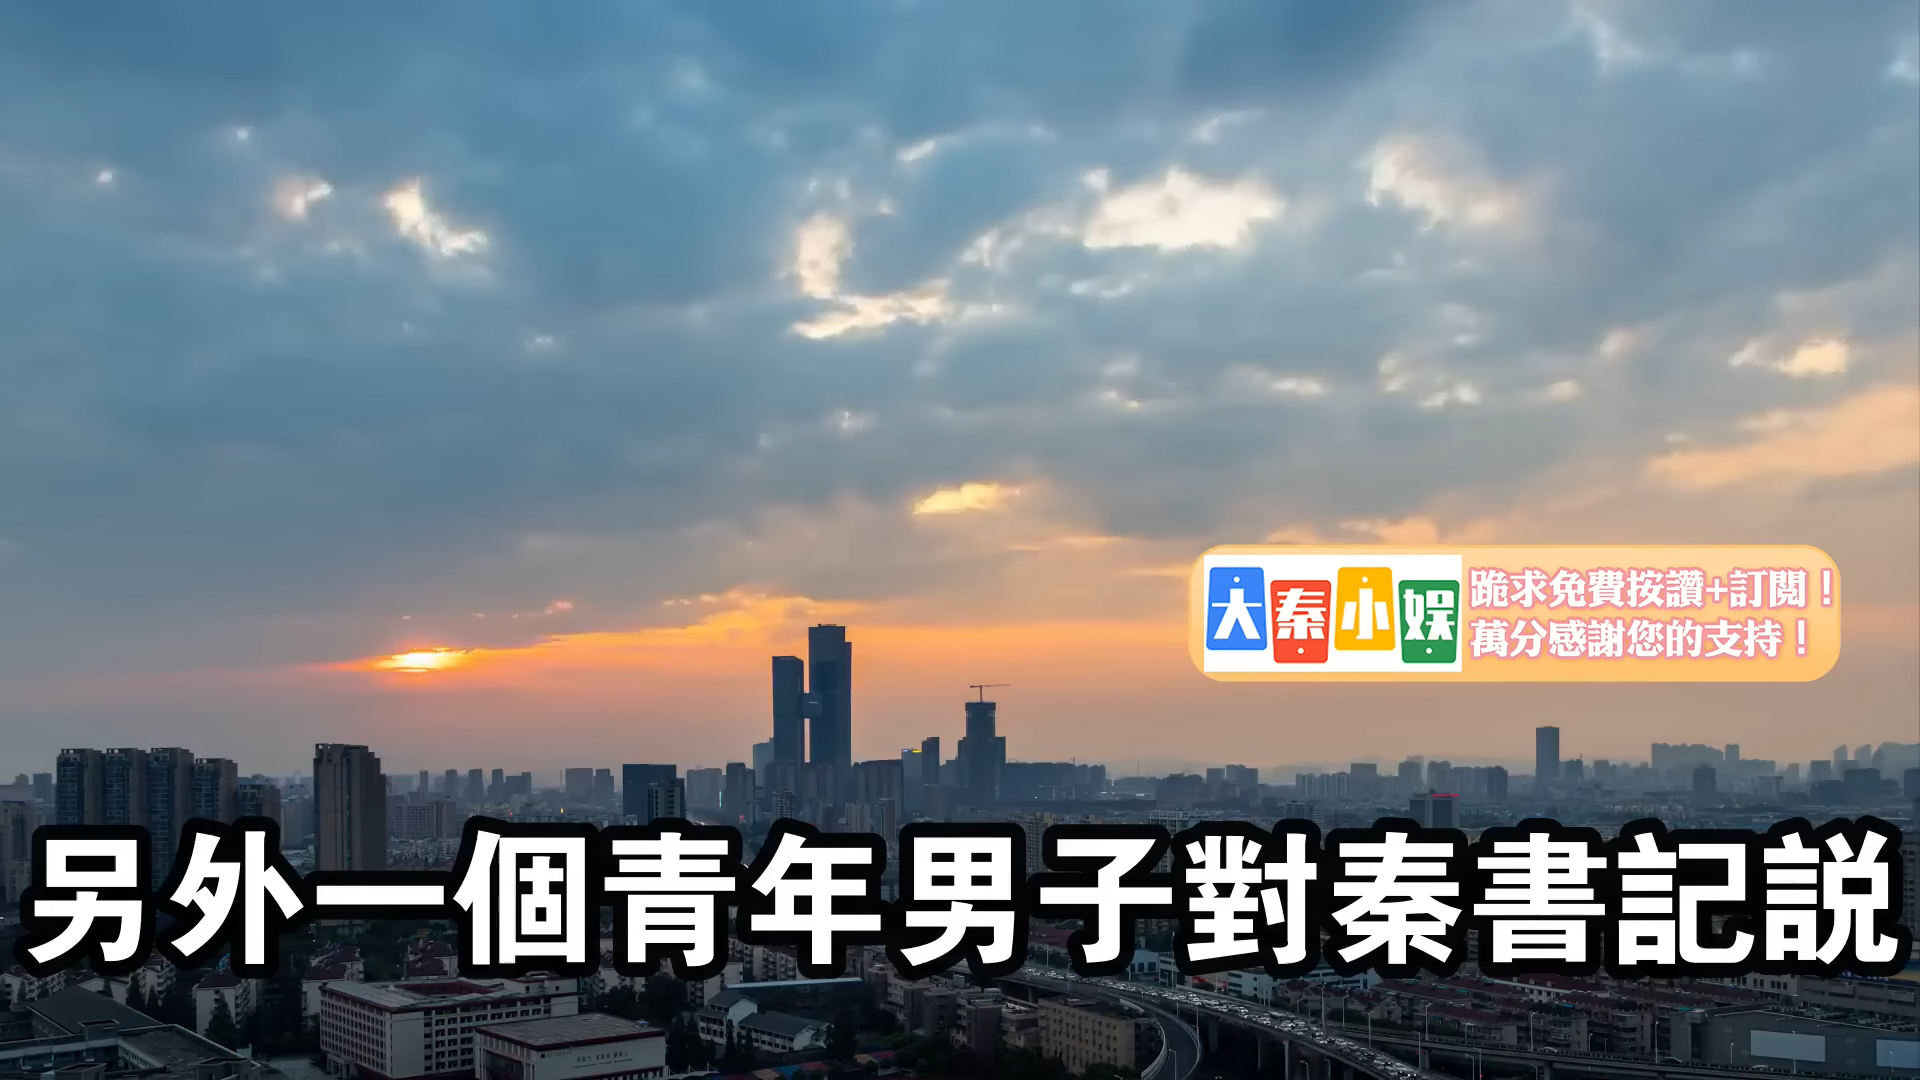 大秦小娱
跪求免費按讚+訂閱！
萬分感謝您的支持！
另外一個青年男子對秦書記説